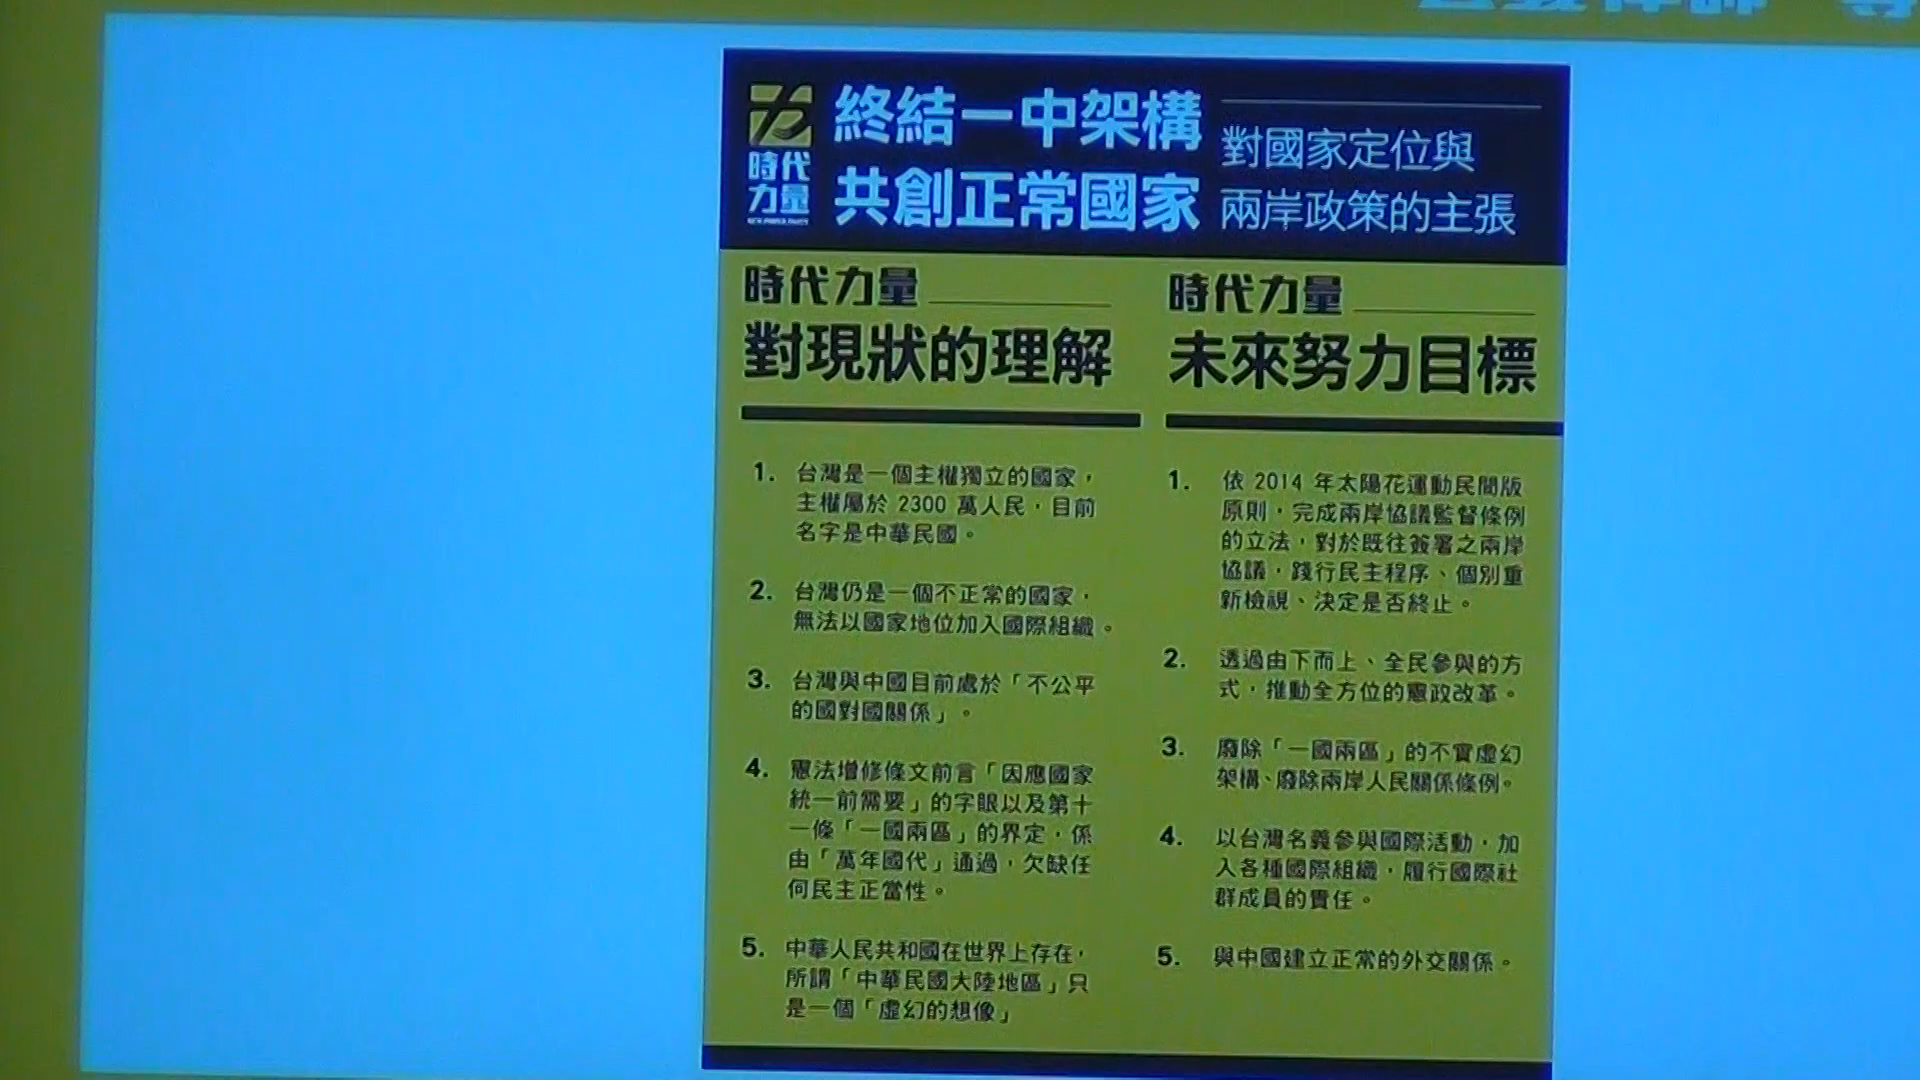 時代
力量
終結一中架構
共創正常國家
對國家定位與
兩岸政策的主張
時代力量
對現狀的理解
1. 台灣是一個主權獨立的國家，
主權屬於 2300 萬人民，目前
名字是中華民國。
2. 台灣仍是一個不正常的國家，
無法以國家地位加入國際組織。
3. 台灣與中國目前處於「不公平
的國對國關係」。
4. 憲法增修條文前言「因應國家
統一前需要」的字眼以及第十
一條「一國兩區」的界定，係
由「萬年國代」通過，欠缺任
何民主正當性。
5. 中華人民共和國在世界上存在，
所謂「中華民國大陸地區」只
是一個「虛幻的想像」
時代力量
未來努力目標
1. 依 2014 年太陽花運動民間版
原則，完成兩岸協議監督條例
的立法，對於既往簽署之兩岸
協議，踐行民主程序、個別重
新檢視、決定是否終止。
2. 透過由下而上、全民參與的方
式，推動全方位的憲政改革。
3. 廢除「一國兩區」的不實虛幻
架構、廢除兩岸人民關係條例。
4. 以台灣名義參與國際活動，加
入各種國際組織，履行國際社
群成員的責任。
5. 與中國建立正常的外交關係。